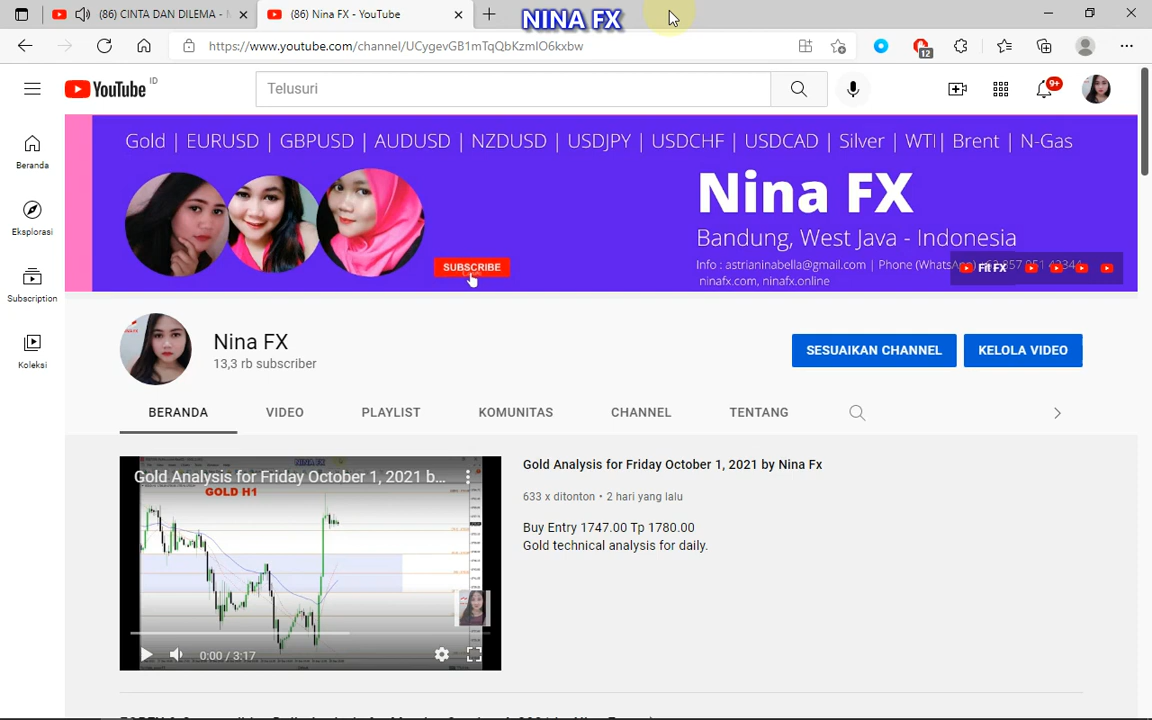 (86) CINTA DAN DILEMA -
(86) Nina FX - YouTube
NINA FX
https://www.youtube.com/channel/UCygevGB1mTqQbKzmIO6kxbw
12
YouTube ID
Telusuri
9+
Beranda
Eksplorasi
Subscription
Koleksi
Gold | EURUSD | GBPUSD | AUDUSD | NZDUSD | USDJPY | USDCHF | USDCAD | Silver | WTI | Brent | N-Gas
Nina FX
Bandung, West Java - Indonesia
SUBSCRIBE
Info : astrianinabella@gmail.com | Phone (WhatsApp)
ninafx.com, ninafx.online
Fit FX
Nina FX
13,3 rb subscriber
SESUAIKAN CHANNEL
KELOLA VIDEO
BERANDA
VIDEO
PLAYLIST
KOMUNITAS
CHANNEL
TENTANG
Gold Analysis for Friday October 1, 2021 b...
GOLD H1
0:00 / 3:17
Gold Analysis for Friday October 1, 2021 by Nina Fx
633 x ditonton • 2 hari yang lalu
Buy Entry 1747.00 Tp 1780.00
Gold technical analysis for daily.